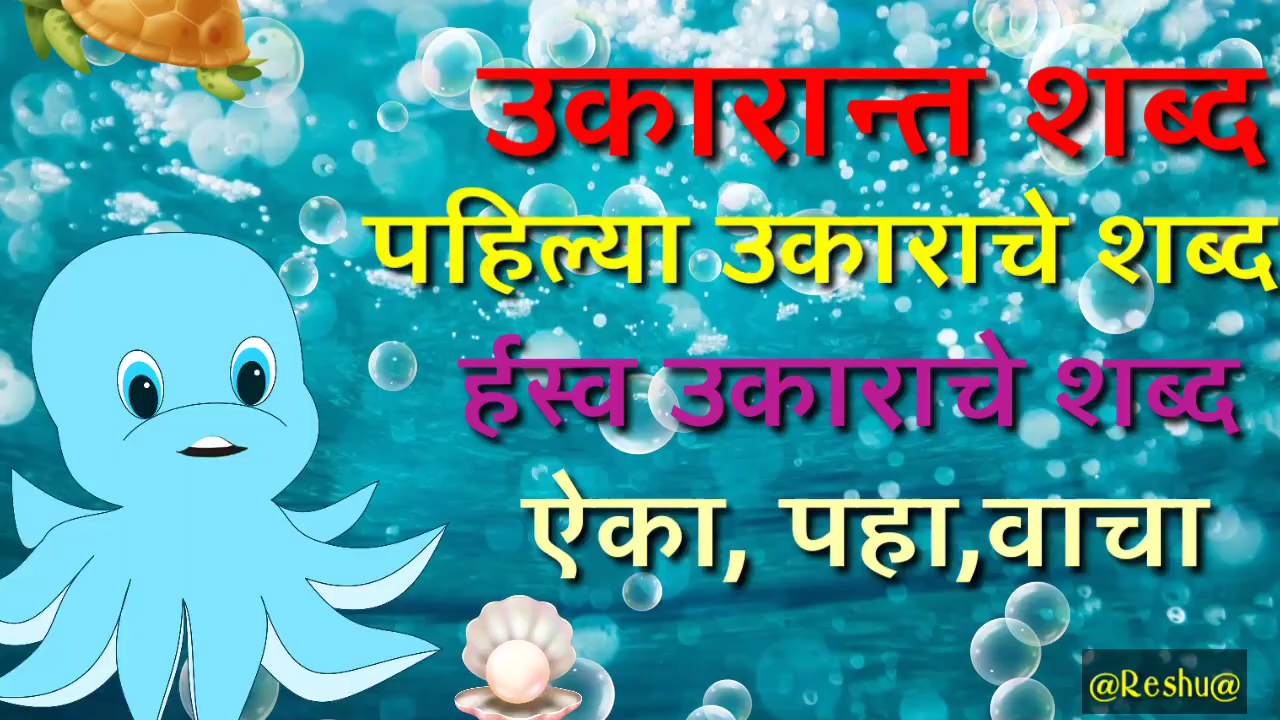 उकारान्त शब्द
पहिल्या उकाराचे शब्द
र्हस्व उकाराचे शब्द
ऐका, पहा,वाचा
@Reshu@